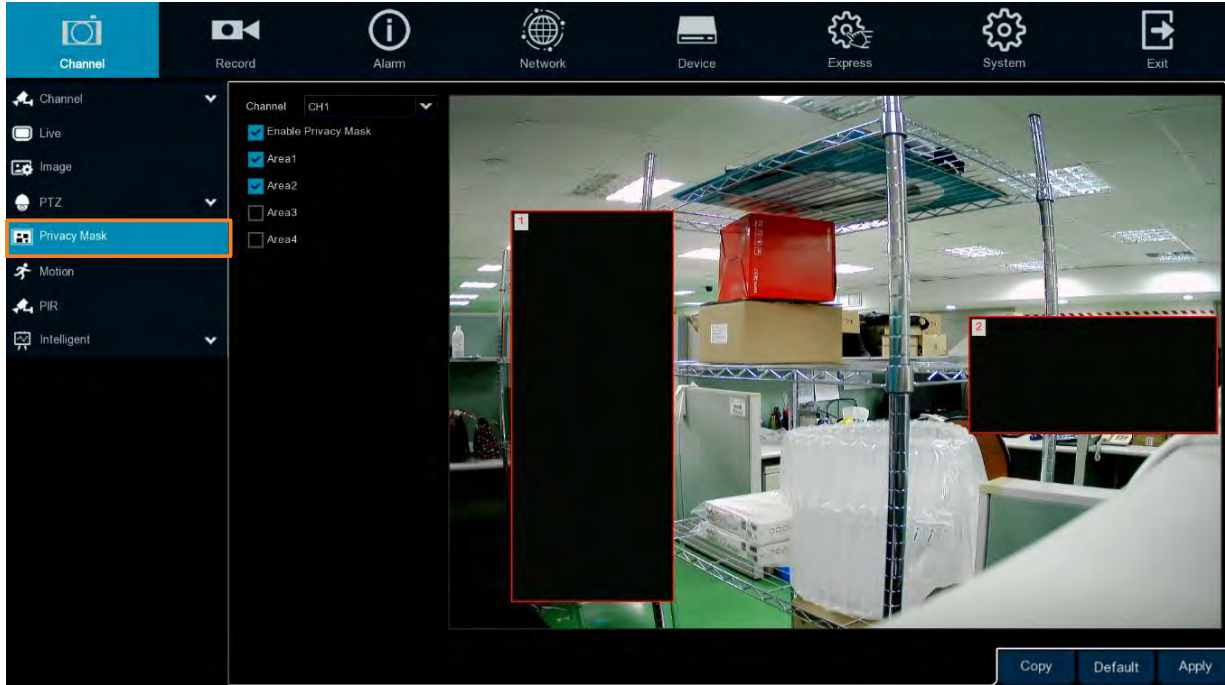 Channel
Record
Alarm
Network
Device
Express
System
Exit
Channel
Live
Image
PTZ
Privacy Mask
Motion
PIR
Intelligent
Channel CH1
Enable Privacy Mask
Area1
Area2
Area3
Area4
1
2
Copy
Default
Apply